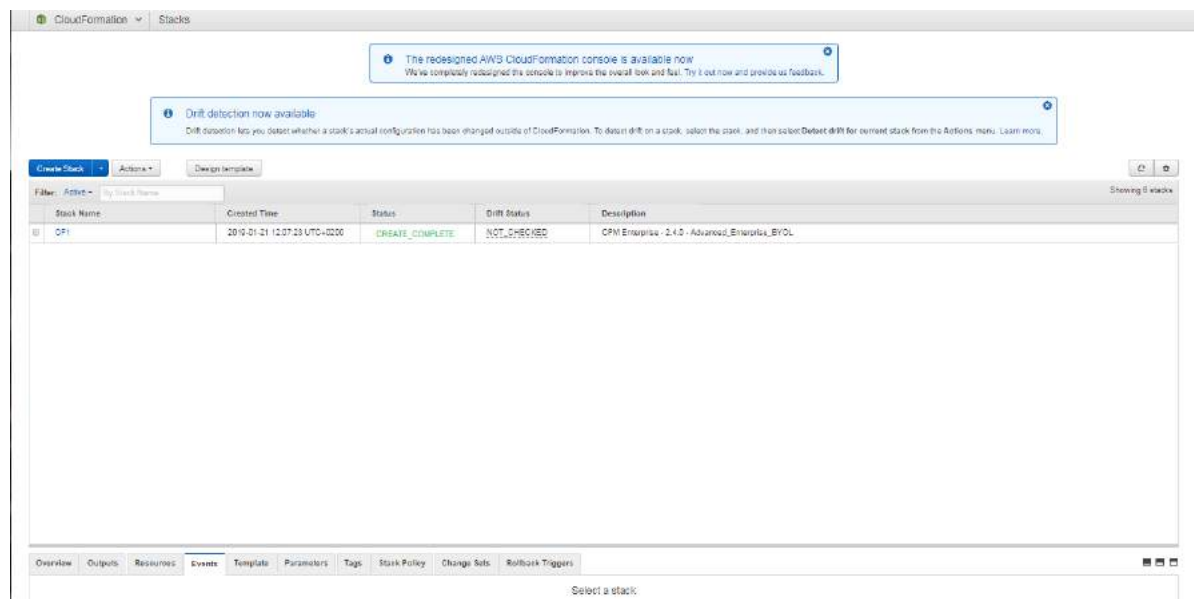 CloudFormation Stacks
The redesigned AWS CloudFormation console is available now
We've completely redesigned the console to improve the overall look and feel. Try it out now and provide us feedback.
Drift detection now available
Drift detection lets you detect whether a stack's actual configuration has been changed outside of CloudFormation. To detect drift on a stack, select the stack, and then select Detect drift for current stack from the Actions menu. Learn more.
Create Stack Actions Design template
Filter: Active By Stack Name Showing 6 stacks
Stack Name Created Time Status Drift Status Description
2019-01-21 12:07:23 UTC+0200 CREATE_COMPLETE NOT_CHECKED CPM Enterprise - 2.4.0 - Advanced_Enterprise_BYOL
Overview Outputs Resources Events Template Parameters Tags Stack Policy Change Sets Rollback Triggers
Select a stack